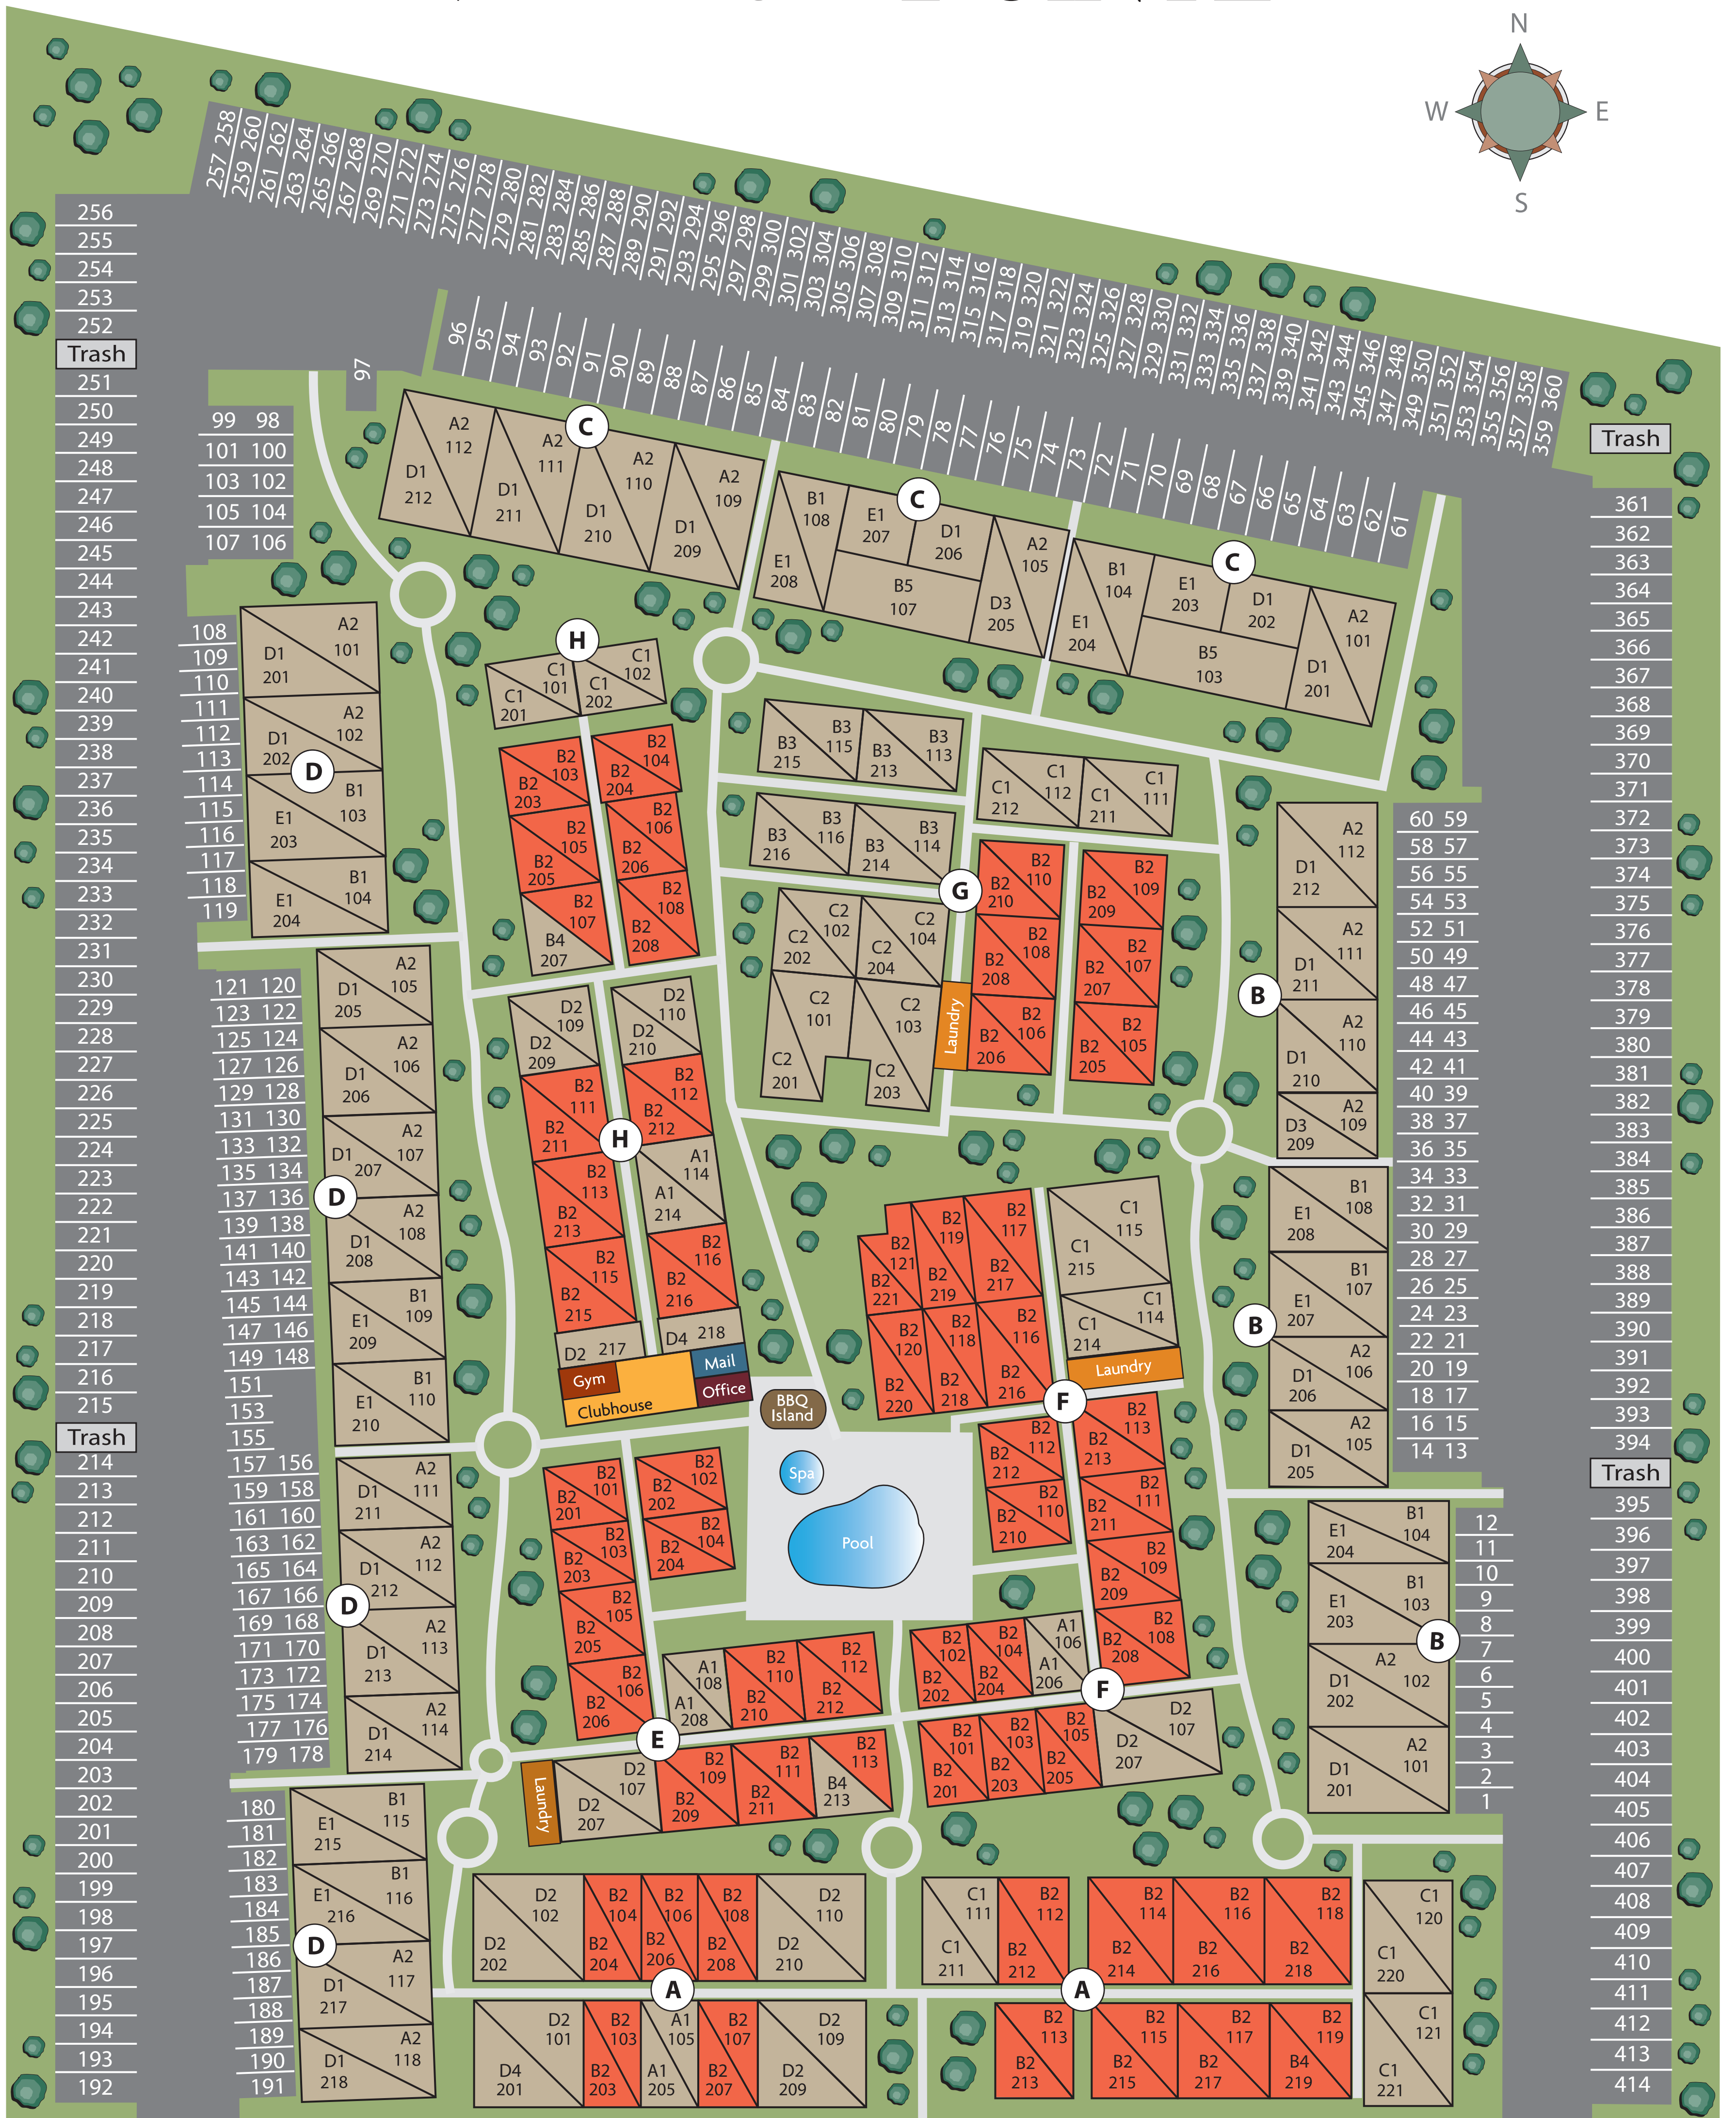 N
W E
S
257 258
259 260
261 262
263 264
265 266
267 268
269 270
271 272
273 274
275 276
277 278
279 280
281 282
283 284
285 286
287 288
289 290
291 292
293 294
295 296
297 298
299 300
301 302
303 304
305 306
307 308
309 310
311 312
313 314
315 316
317 318
319 320
321 322
323 324
325 326
327 328
329 330
331 332
333 334
335 336
337 338
339 340
341 342
343 344
345 346
347 348
349 350
351 352
353 354
355 356
357 358
359 360
256
255
254
253
252
Trash
251
250
249
248
247
246
245
244
243
242
241
240
239
238
237
236
235
234
233
232
231
230
229
228
227
226
225
224
223
222
221
220
219
218
217
216
215
Trash
214
213
212
211
210
209
208
207
206
205
204
203
202
201
200
199
198
197
196
195
194
193
192
97
96
95
94
93
92
91
90
89
88
87
86
85
84
83
82
81
80
79
78
77
76
75
74
73
72
71
70
69
68
67
66
65
64
63
62
61
99 98
101 100
103 102
105 104
107 106
108
109
110
111
112
113
114
115
116
117
118
119
121 120
123 122
125 124
127 126
129 128
131 130
133 132
135 134
137 136
139 138
141 140
143 142
145 144
147 146
149 148
151
153
155
157 156
159 158
161 160
163 162
165 164
167 166
169 168
171 170
173 172
175 174
177 176
179 178
180
181
182
183
184
185
186
187
188
189
190
191
C
A2
112
D1
212
A2
111
D1
211
A2
110
D1
210
A2
109
D1
209
C
B1
108
E1
208
E1
207
D1
206
B5
107
A2
105
D3
205
C
B1
104
E1
204
E1
203
D1
202
B5
103
A2
101
D1
201
D
A2
101
D1
201
A2
102
D1
202
B1
103
E1
203
B1
104
E1
204
D
A2
105
D1
205
A2
106
D1
206
A2
107
D1
207
A2
108
D1
208
B1
109
E1
209
B1
110
E1
210
D
A2
111
D1
211
A2
112
D1
212
A2
113
D1
213
A2
114
D1
214
D
B1
115
E1
215
B1
116
E1
216
A2
117
D1
217
A2
118
D1
218
H
C1
101
C1
201
C1
102
C1
202
B2
103
B2
203
B2
104
B2
204
B2
105
B2
205
B2
106
B2
206
B2
107
B4
207
B2
108
B2
208
H
D2
109
D2
209
D2
110
D2
210
B2
111
B2
211
B2
112
B2
212
B2
113
B2
213
A1
114
A1
214
B2
115
B2
215
B2
116
B2
216
D2 217
D4 218
Gym
Mail
Office
Clubhouse
BBQ
Island
Spa
Pool
G
B3
115
B3
215
B3
113
B3
213
B3
116
B3
216
B3
114
B3
214
C1
112
C1
212
C1
111
C1
211
C2
102
C2
202
C2
104
C2
204
C2
101
C2
201
C2
103
C2
203
Laundry
B2
110
B2
210
B2
109
B2
209
B2
108
B2
208
B2
107
B2
207
B2
106
B2
206
B2
105
B2
205
F
B2
121
B2
221
B2
119
B2
219
B2
117
B2
217
B2
120
B2
220
B2
118
B2
218
B2
116
B2
216
C1
115
C1
215
C1
114
C1
214
Laundry
B2
112
B2
212
B2
113
B2
213
B2
110
B2
210
B2
111
B2
211
B2
109
B2
209
B2
108
B2
208
F
B2
102
B2
202
B2
104
B2
204
A1
106
A1
206
B2
101
B2
201
B2
103
B2
203
B2
105
B2
205
D2
107
D2
207
E
B2
101
B2
201
B2
102
B2
202
B2
103
B2
203
B2
104
B2
204
B2
105
B2
205
B2
106
B2
206
A1
108
A1
208
B2
110
B2
210
B2
112
B2
212
Laundry
D2
107
D2
207
B2
109
B2
209
B2
111
B2
211
B2
113
B4
213
A
D2
102
D2
202
B2
104
B2
204
B2
106
B2
206
B2
108
B2
208
D2
110
D2
210
D2
101
D4
201
B2
103
B2
203
A1
105
A1
205
B2
107
B2
207
D2
109
D2
209
A
C1
111
C1
211
B2
112
B2
212
B2
114
B2
214
B2
116
B2
216
B2
118
B2
218
C1
120
C1
220
B2
113
B2
213
B2
115
B2
215
B2
117
B2
217
B2
119
B4
219
C1
121
C1
221
B
A2
112
D1
212
A2
111
D1
211
A2
110
D1
210
A2
109
D3
209
B
B1
108
E1
208
B1
107
E1
207
A2
106
D1
206
A2
105
D1
205
B
B1
104
E1
204
B1
103
E1
203
A2
102
D1
202
A2
101
D1
201
60 59
58 57
56 55
54 53
52 51
50 49
48 47
46 45
44 43
42 41
40 39
38 37
36 35
34 33
32 31
30 29
28 27
26 25
24 23
22 21
20 19
18 17
16 15
14 13
12
11
10
9
8
7
6
5
4
3
2
1
Trash
361
362
363
364
365
366
367
368
369
370
371
372
373
374
375
376
377
378
379
380
381
382
383
384
385
386
387
388
389
390
391
392
393
394
Trash
395
396
397
398
399
400
401
402
403
404
405
406
407
408
409
410
411
412
413
414